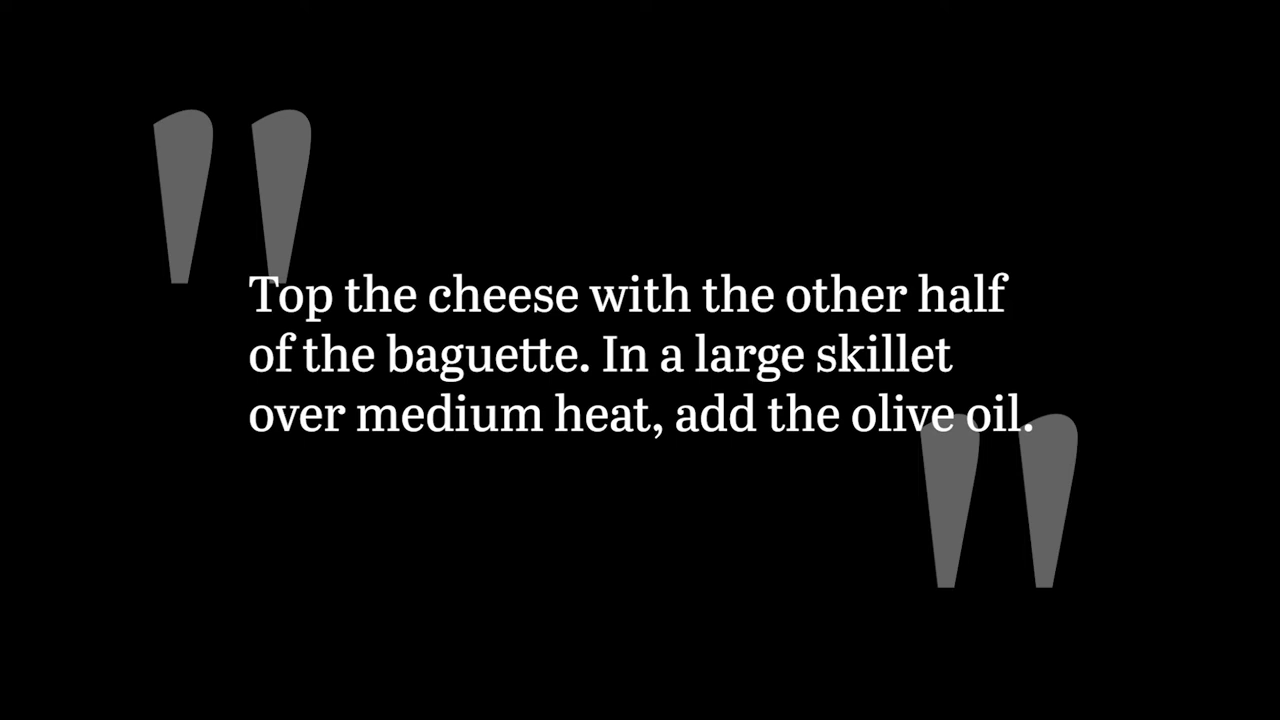 Top the cheese with the other half
of the baguette. In a large skillet
over medium heat, add the olive oil.